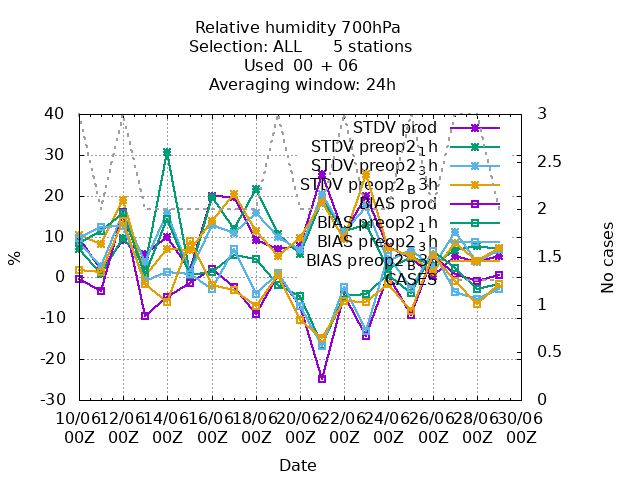 Relative humidity 700hPa
Selection: ALL 5 stations
Used 00 + 06
Averaging window: 24h
40 3
STDV prod
STDV preop2_1h
30 2.5
STDV preop2_3h
STDV preop2_B3h
20 2
BIAS prod
BIAS preop2_1h
10 1.5
BIAS preop2_3h
BIAS preop2_B3h
CASES
0
% No cases
-10 1
-20 0.5
-30 0
10/06 12/06 14/06 16/06 18/06 20/06 22/06 24/06 26/06 28/06 30/06
00Z 00Z 00Z 00Z 00Z 00Z 00Z 00Z 00Z 00Z 00Z
Date